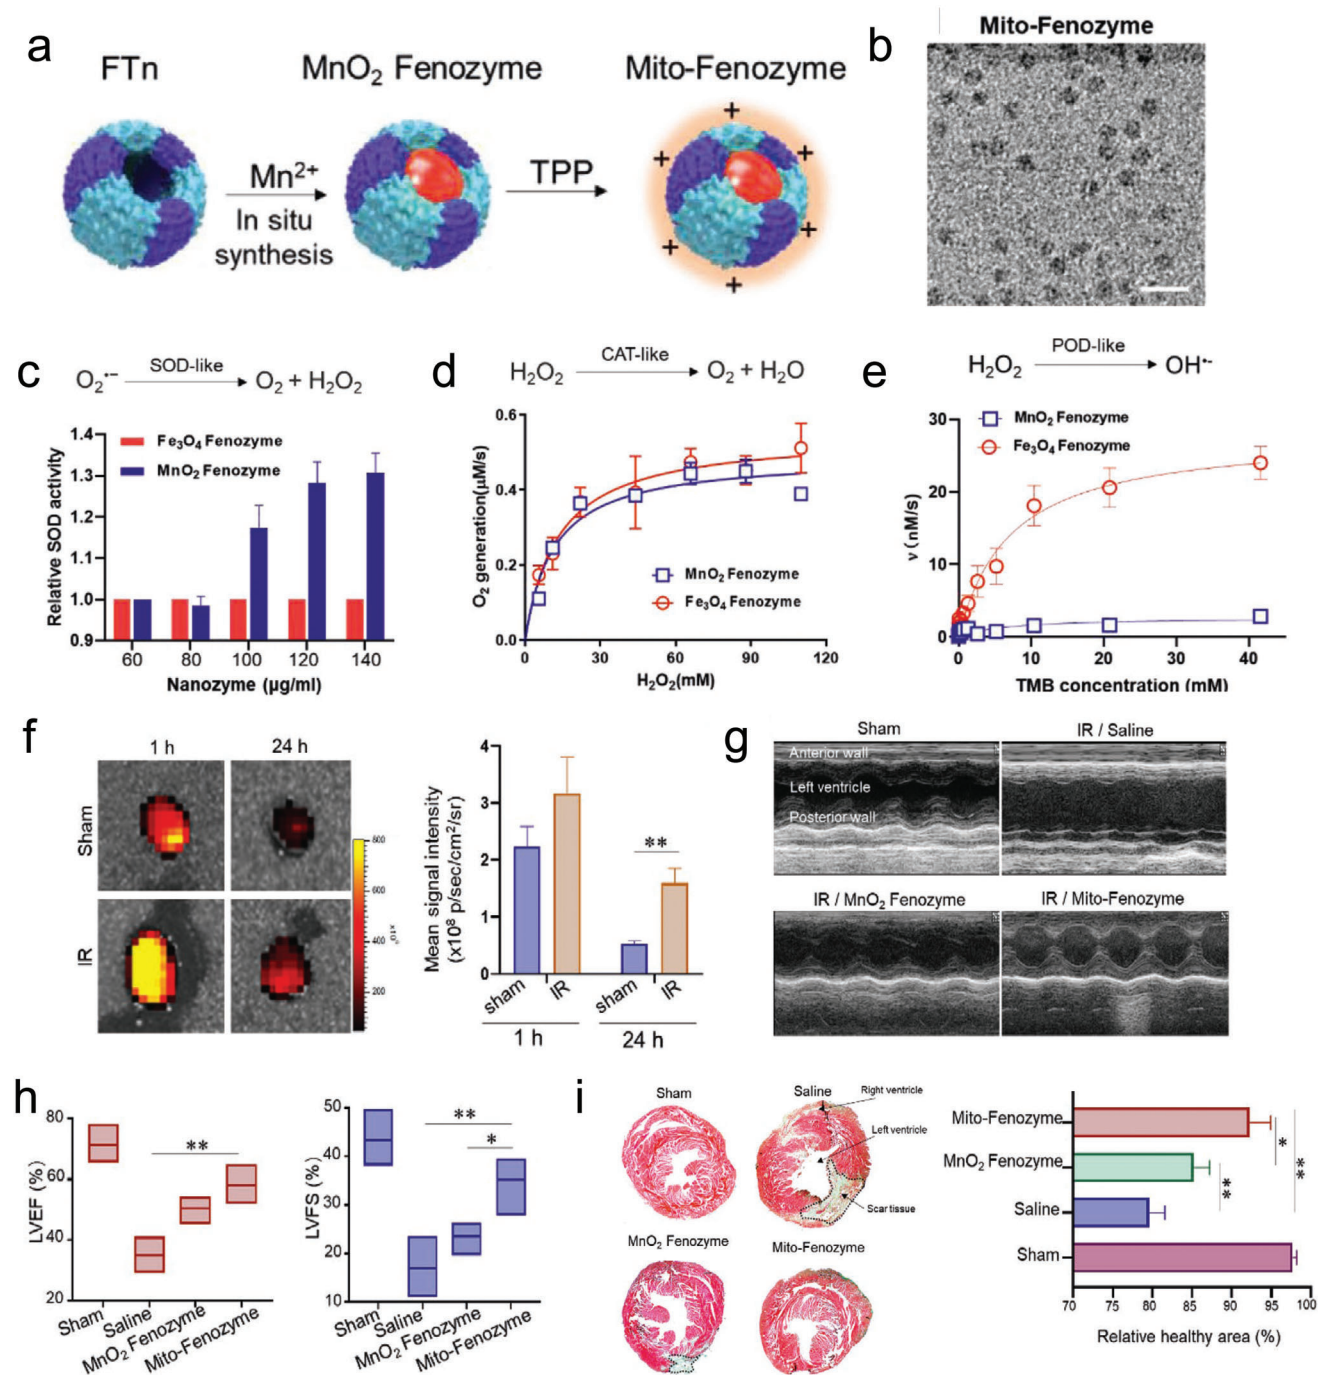 a
FTn
MnO₂ Fenozyme
Mito-Fenozyme
Mn²⁺
In situ
synthesis
TPP
+
+
+
+
+
+
b
Mito-Fenozyme
c
O₂•− SOD-like O₂ + H₂O₂
Fe₃O₄ Fenozyme
MnO₂ Fenozyme
Relative SOD activity
1.4
1.3
1.2
1.1
1.0
0.9
60 80 100 120 140
Nanozyme (µg/ml)
d
H₂O₂ CAT-like O₂ + H₂O
O₂ generation(µM/s)
0.6
0.4
0.2
0.0
MnO₂ Fenozyme
Fe₃O₄ Fenozyme
0 30 60 90 120
H₂O₂(mM)
e
H₂O₂ POD-like OH•-
MnO₂ Fenozyme
Fe₃O₄ Fenozyme
v (nM/s)
30
20
10
0
0 10 20 30 40
TMB concentration (mM)
f
1 h 24 h
Sham
IR
800
600
400
200
Mean signal intensity
(x10⁸ p/sec/cm²/sr)
4
3
2
1
0
**
sham IR sham IR
1 h 24 h
g
Sham
IR / Saline
Anterior wall
Left ventricle
Posterior wall
IR / MnO₂ Fenozyme
IR / Mito-Fenozyme
h
LVEF (%)
80
60
40
20
**
Sham
Saline
MnO₂ Fenozyme
Mito-Fenozyme
LVFS (%)
50
40
30
20
10
**
*
Sham
Saline
MnO₂ Fenozyme
Mito-Fenozyme
i
Sham
Saline
Right ventricle
Left ventricle
Scar tissue
MnO₂ Fenozyme
Mito-Fenozyme
Mito-Fenozyme
MnO₂ Fenozyme
Saline
Sham
*
**
**
70 75 80 85 90 95 100
Relative healthy area (%)